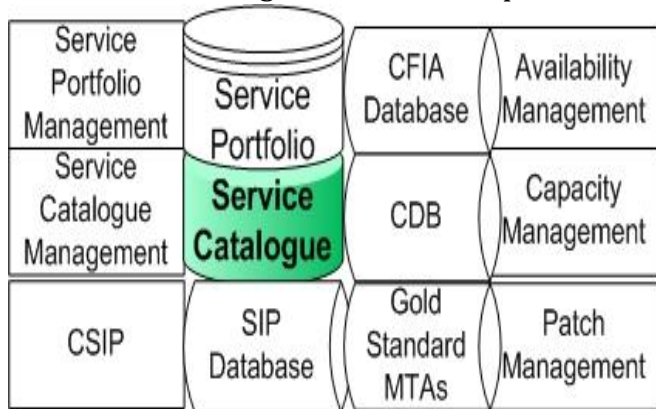 Service
Portfolio
Management
Service
Portfolio
CFIA
Database
Availability
Management
Service
Catalogue
Management
Service
Catalogue
CDB
Capacity
Management
CSIP
SIP
Database
Gold
Standard
MTAs
Patch
Management